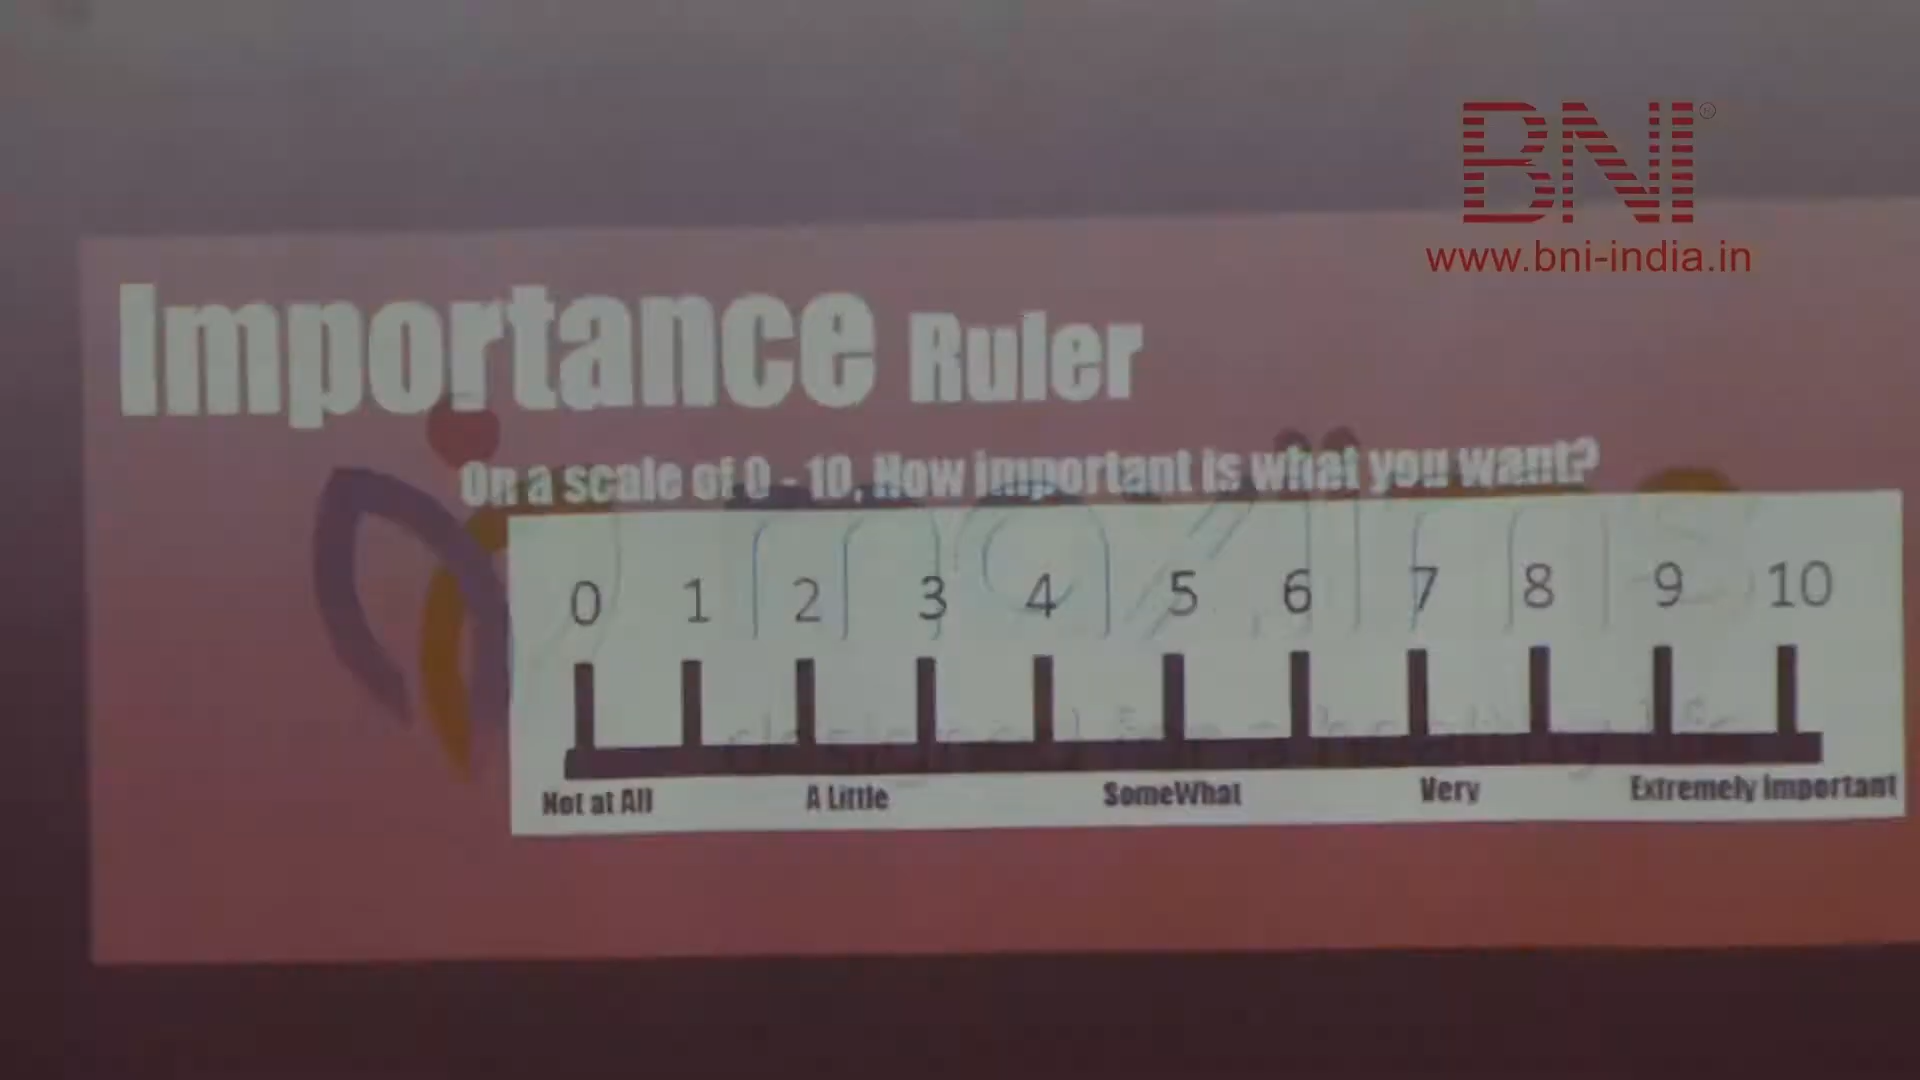 BNI®
www.bni-india.in
Importance Ruler
On a scale of 0 - 10, How important is what you want?
0 1 2 3 4 5 6 7 8 9 10
Not at All A Little SomeWhat Very Extremely Important